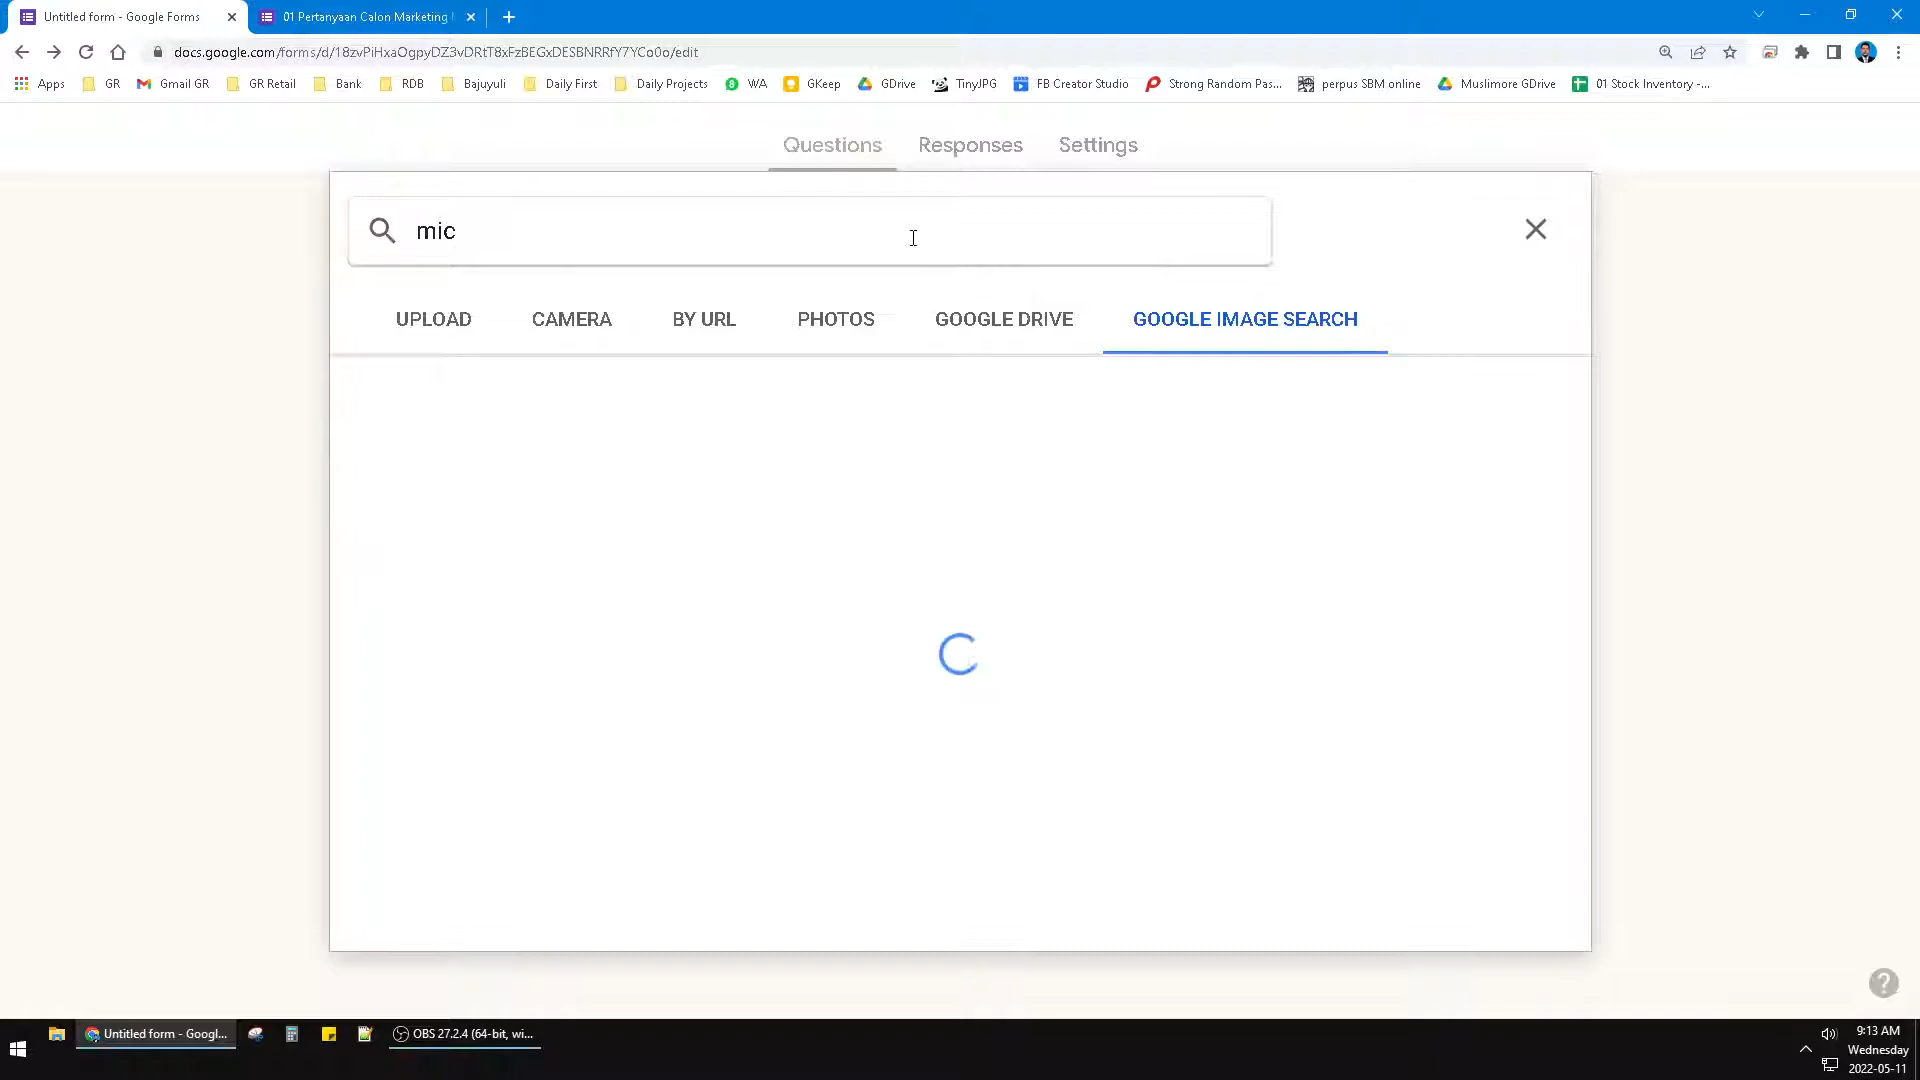 Untitled form - Google Forms
01 Pertanyaan Calon Marketing
docs.google.com/forms/d/18zvPiHxaOgpyDZ3vDRtT8xFzBEGxDESBNRRfY7YCo0o/edit
Apps GR Gmail GR GR Retail Bank RDB Bajuyuli Daily First Daily Projects WA GKeep GDrive TinyJPG FB Creator Studio Strong Random Pas... perpus SBM online Muslimore GDrive 01 Stock Inventory -...
Questions Responses Settings
mic
UPLOAD CAMERA BY URL PHOTOS GOOGLE DRIVE GOOGLE IMAGE SEARCH
Untitled form - Googl... OBS 27.2.4 (64-bit, wi...
9:13 AM
Wednesday
2022-05-11